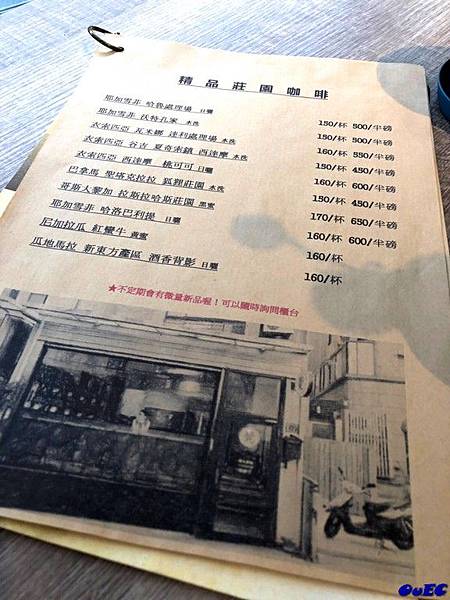 精品莊園咖啡
耶加雪菲 哈魯處理場 日曬
耶加雪菲 沃特孔家 水洗
衣索匹亞 瓦米娜 達利處理場 水洗
衣索匹亞 谷吉 夏奇索鎮 西達摩 水洗
衣索匹亞 西達摩 桃可可 日曬
巴拿馬 聖塔克拉拉 狐狸莊園 水洗
哥斯大黎加 拉斯拉哈斯莊園 黑蜜
耶加雪菲 哈洛巴利提 日曬
尼加拉瓜 紅蠻牛 黃蜜
瓜地馬拉 新東方產區 酒香背影 日曬
150/杯 500/半磅
150/杯 500/半磅
160/杯 550/半磅
150/杯 450/半磅
160/杯 600/半磅
150/杯 450/半磅
170/杯 650/半磅
160/杯 600/半磅
160/杯
★不定期會有微量新品喔！可以隨時詢問櫃台
OuEC